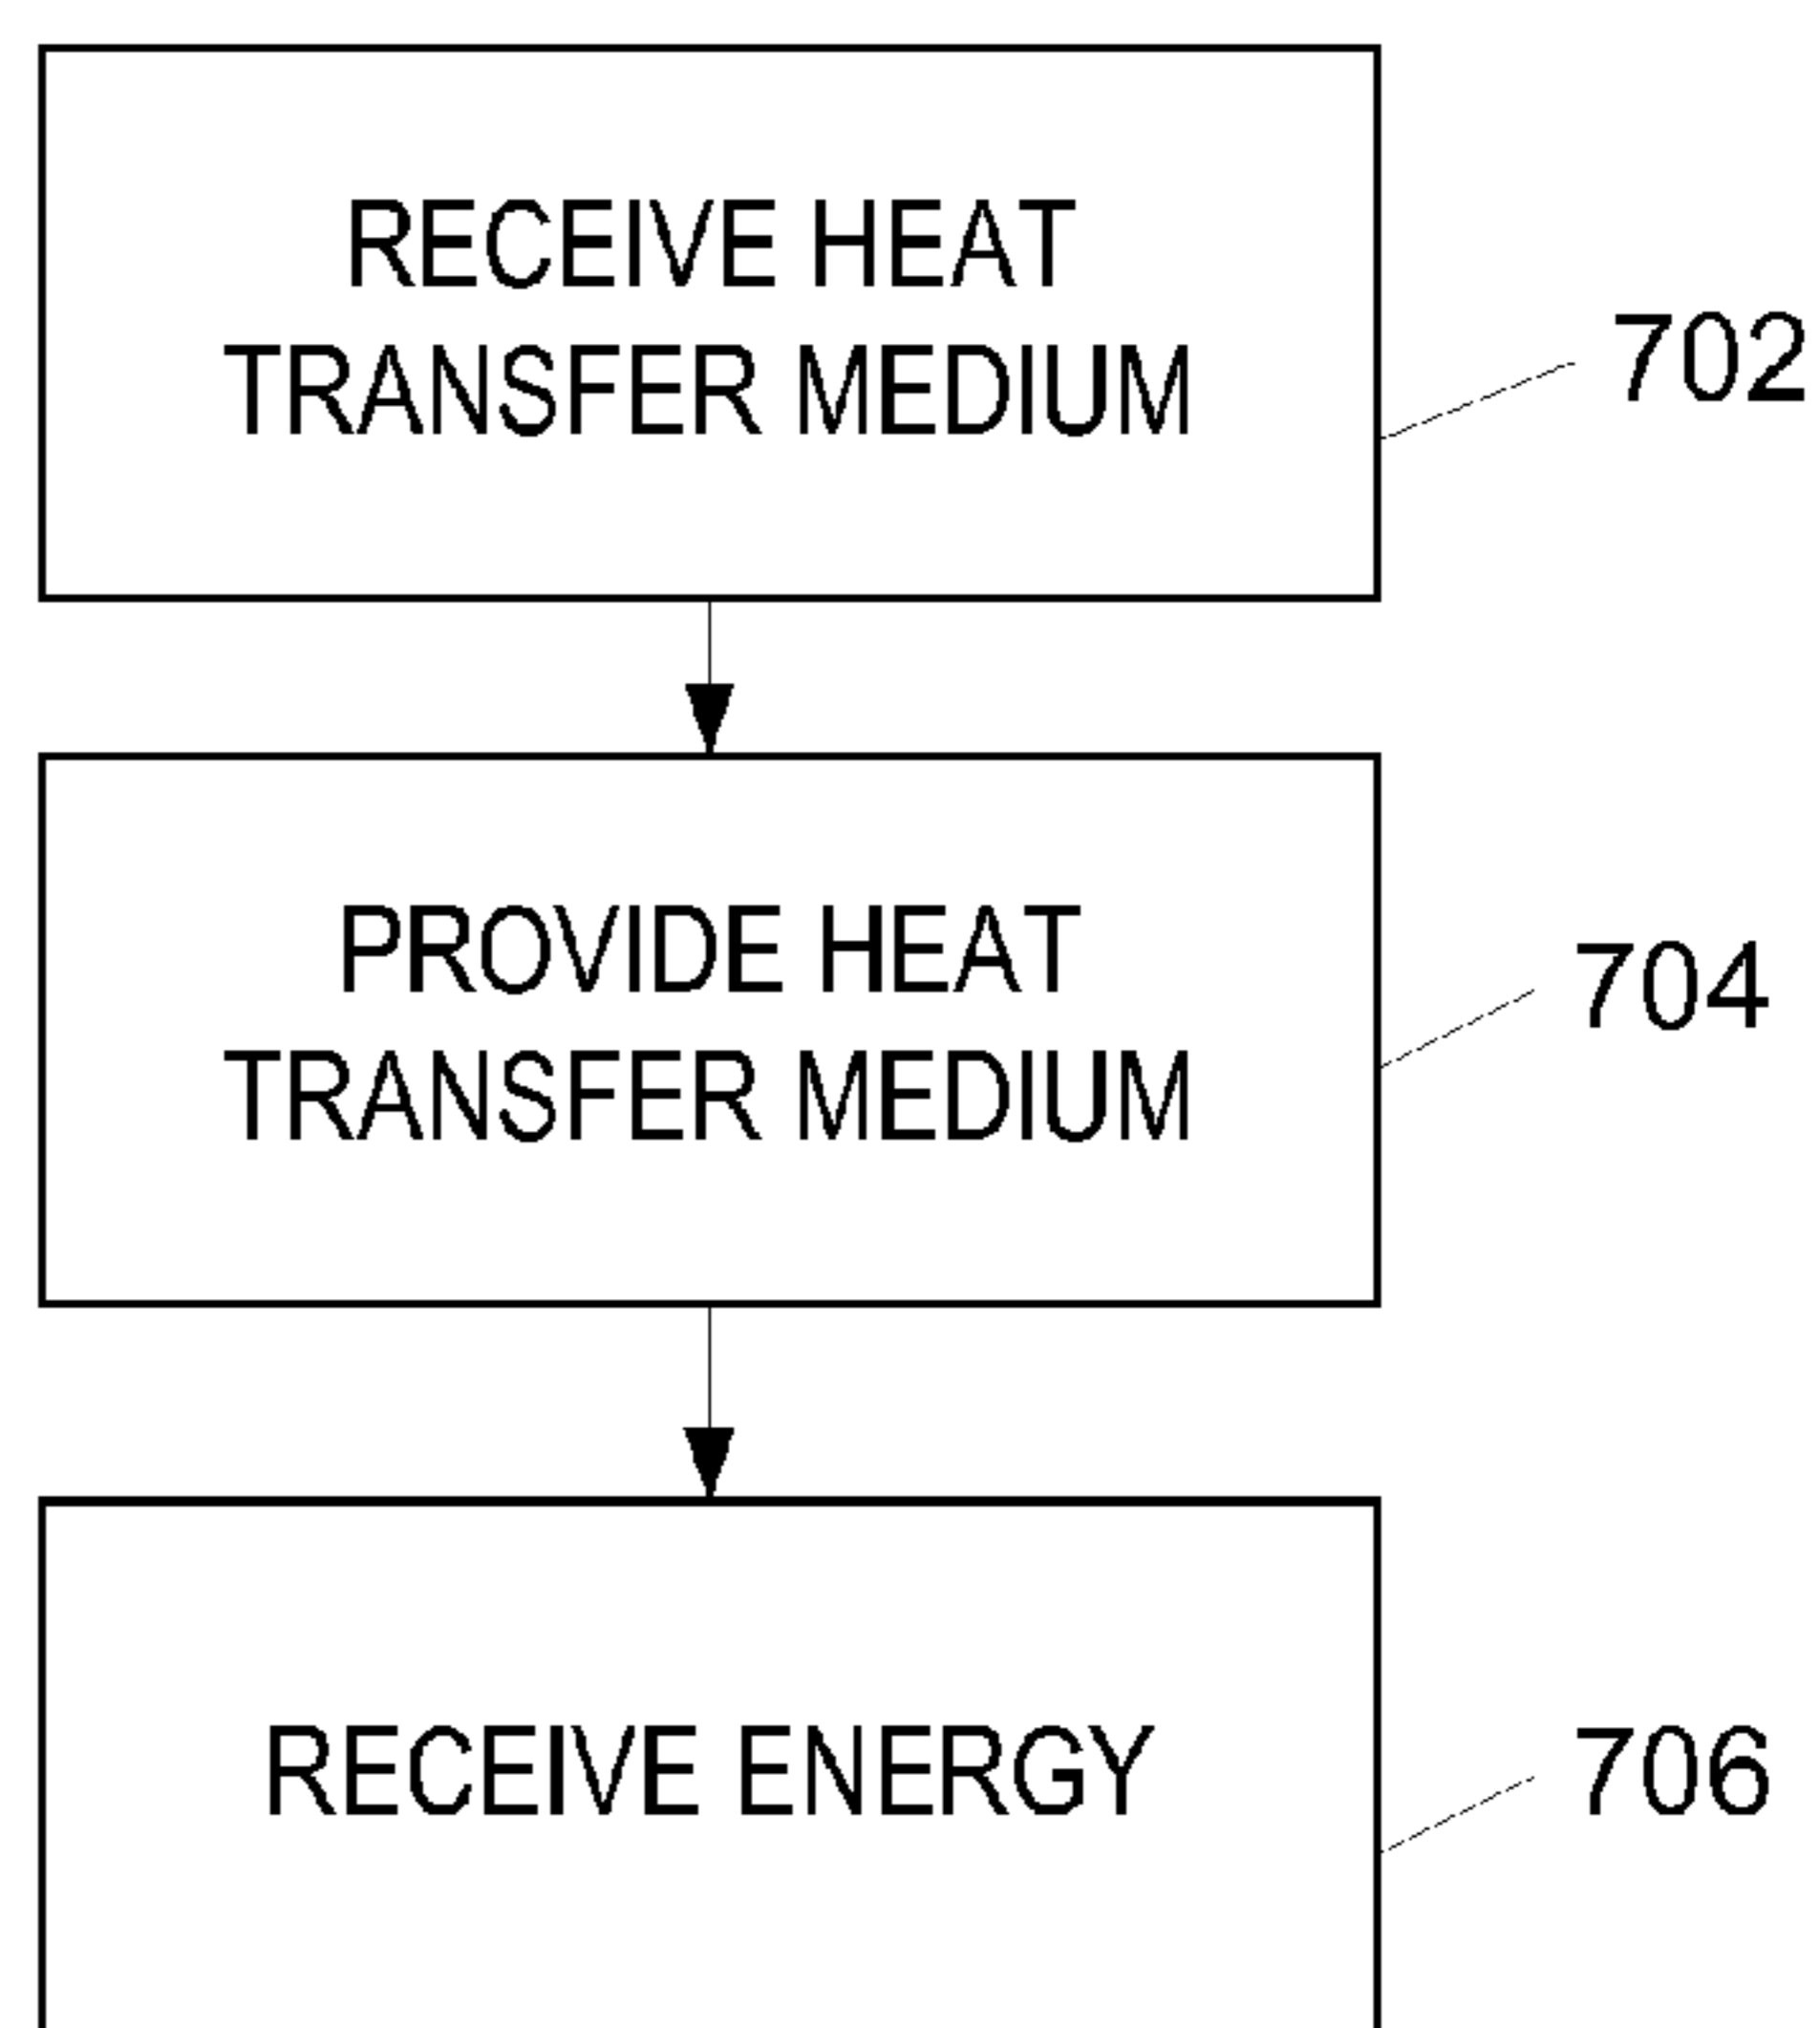 RECEIVE HEAT
TRANSFER MEDIUM
702
PROVIDE HEAT
TRANSFER MEDIUM
704
RECEIVE ENERGY
706